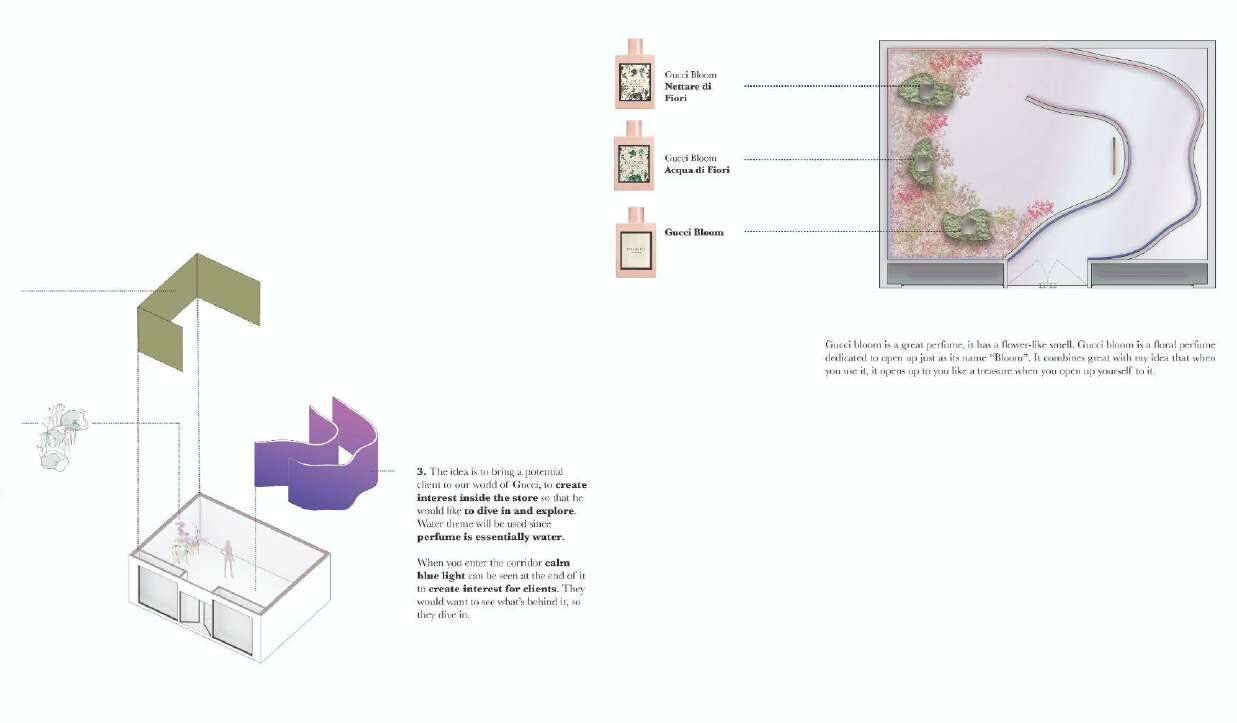 Gucci Bloom
Nettare di
Fiori
Gucci Bloom
Acqua di Fiori
Gucci Bloom
Gucci bloom is a great perfume, it has a flower-like smell. Gucci bloom is a floral perfume
dedicated to open up just as its name “Bloom”. It combines great with my idea that when
you use it, it opens up to you like a treasure when you open up yourself to it.
3. The idea is to bring a potential
client to our world of Gucci, to create
interest inside the store so that he
would like to dive in and explore.
Water theme will be used since
perfume is essentially water.
When you enter the corridor calm
blue light can be seen at the end of it
to create interest for clients. They
would want to see what’s behind it, so
they dive in.